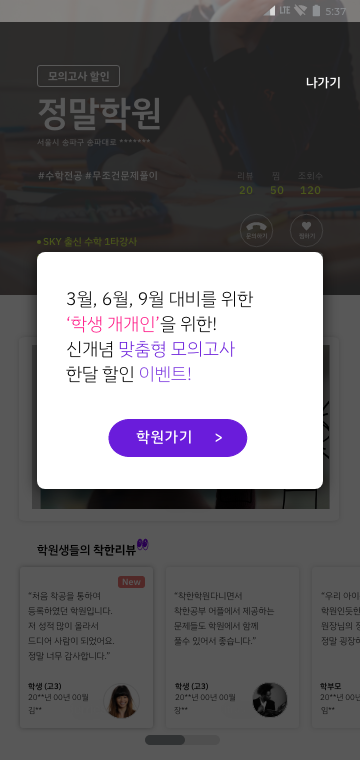 LTE 5:37
나가기
모의고사 할인
정말학원
서울시 송파구 송파대로 *******
#수학전공 #무조건문제풀이
리뷰 찜 조회수
20 50 120
문의하기 찜하기
SKY 출신 수학 1타강사
3월, 6월, 9월 대비를 위한
‘학생 개개인’을 위한!
신개념 맞춤형 모의고사
한달 할인 이벤트!
학원가기 >
학원생들의 착한리뷰
New
“처음 착공을 통하여
등록하였던 학원입니다.
저 성적 많이 올라서
드디어 사람이 되었어요.
정말 너무 감사합니다.”
학생 (고3)
20**년 00년 00월
김**
“착한학원다니면서
착한공부 어플에서 제공하는
문제들도 학원에서 함께
풀수 있어서 좋습니다.”
학생 (고3)
20**년 00년 00월
장**
“우리 아이
학원인듯한
원장님의 
정말 굉장히
학부모
20**년 00
임**